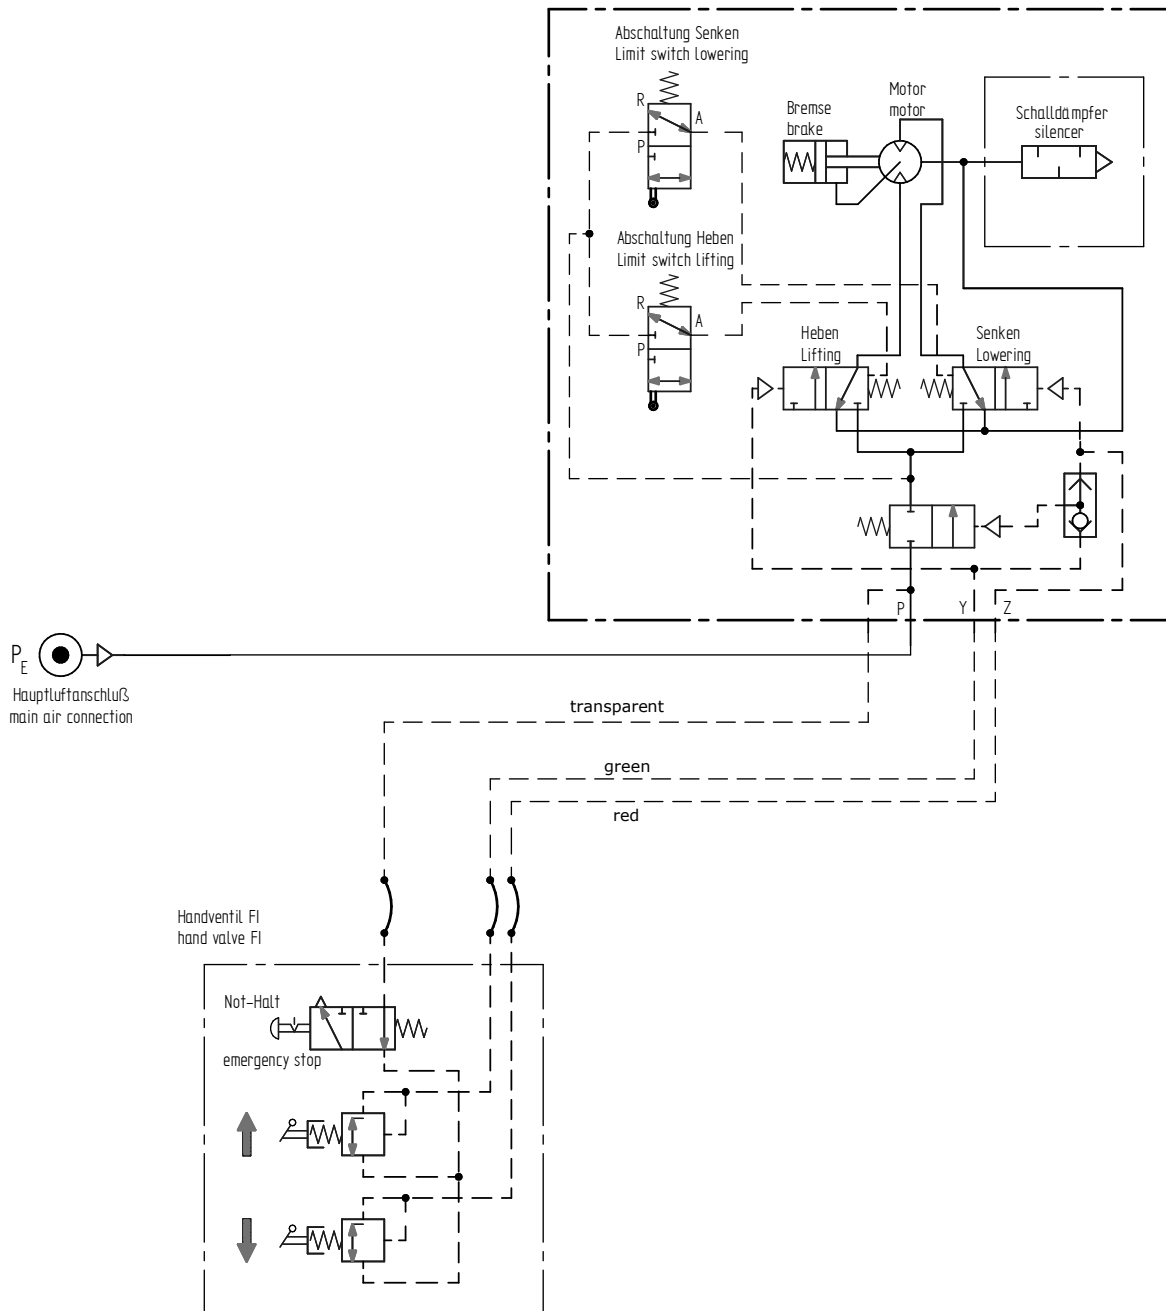 Abschaltung Senken
Limit switch lowering
R
A
P
Bremse
brake
Motor
motor
Schalldämpfer
silencer
Abschaltung Heben
Limit switch lifting
R
A
P
Heben
Lifting
Senken
Lowering
P
Y
Z
PE
Hauptluftanschluß
main air connection
transparent
green
red
Handventil FI
hand valve FI
Not-Halt
emergency stop